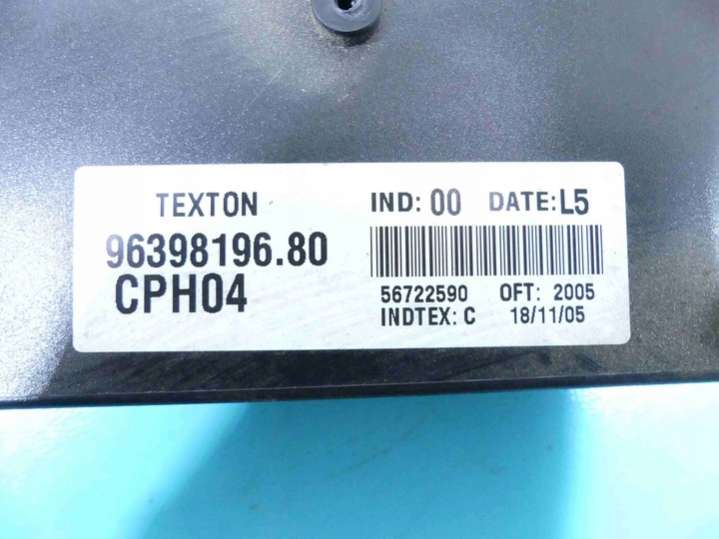 TEXTON IND: 00 DATE: L5
96398196.80
CPH04
56722590 OFT: 2005
INDTEX: C 18/11/05